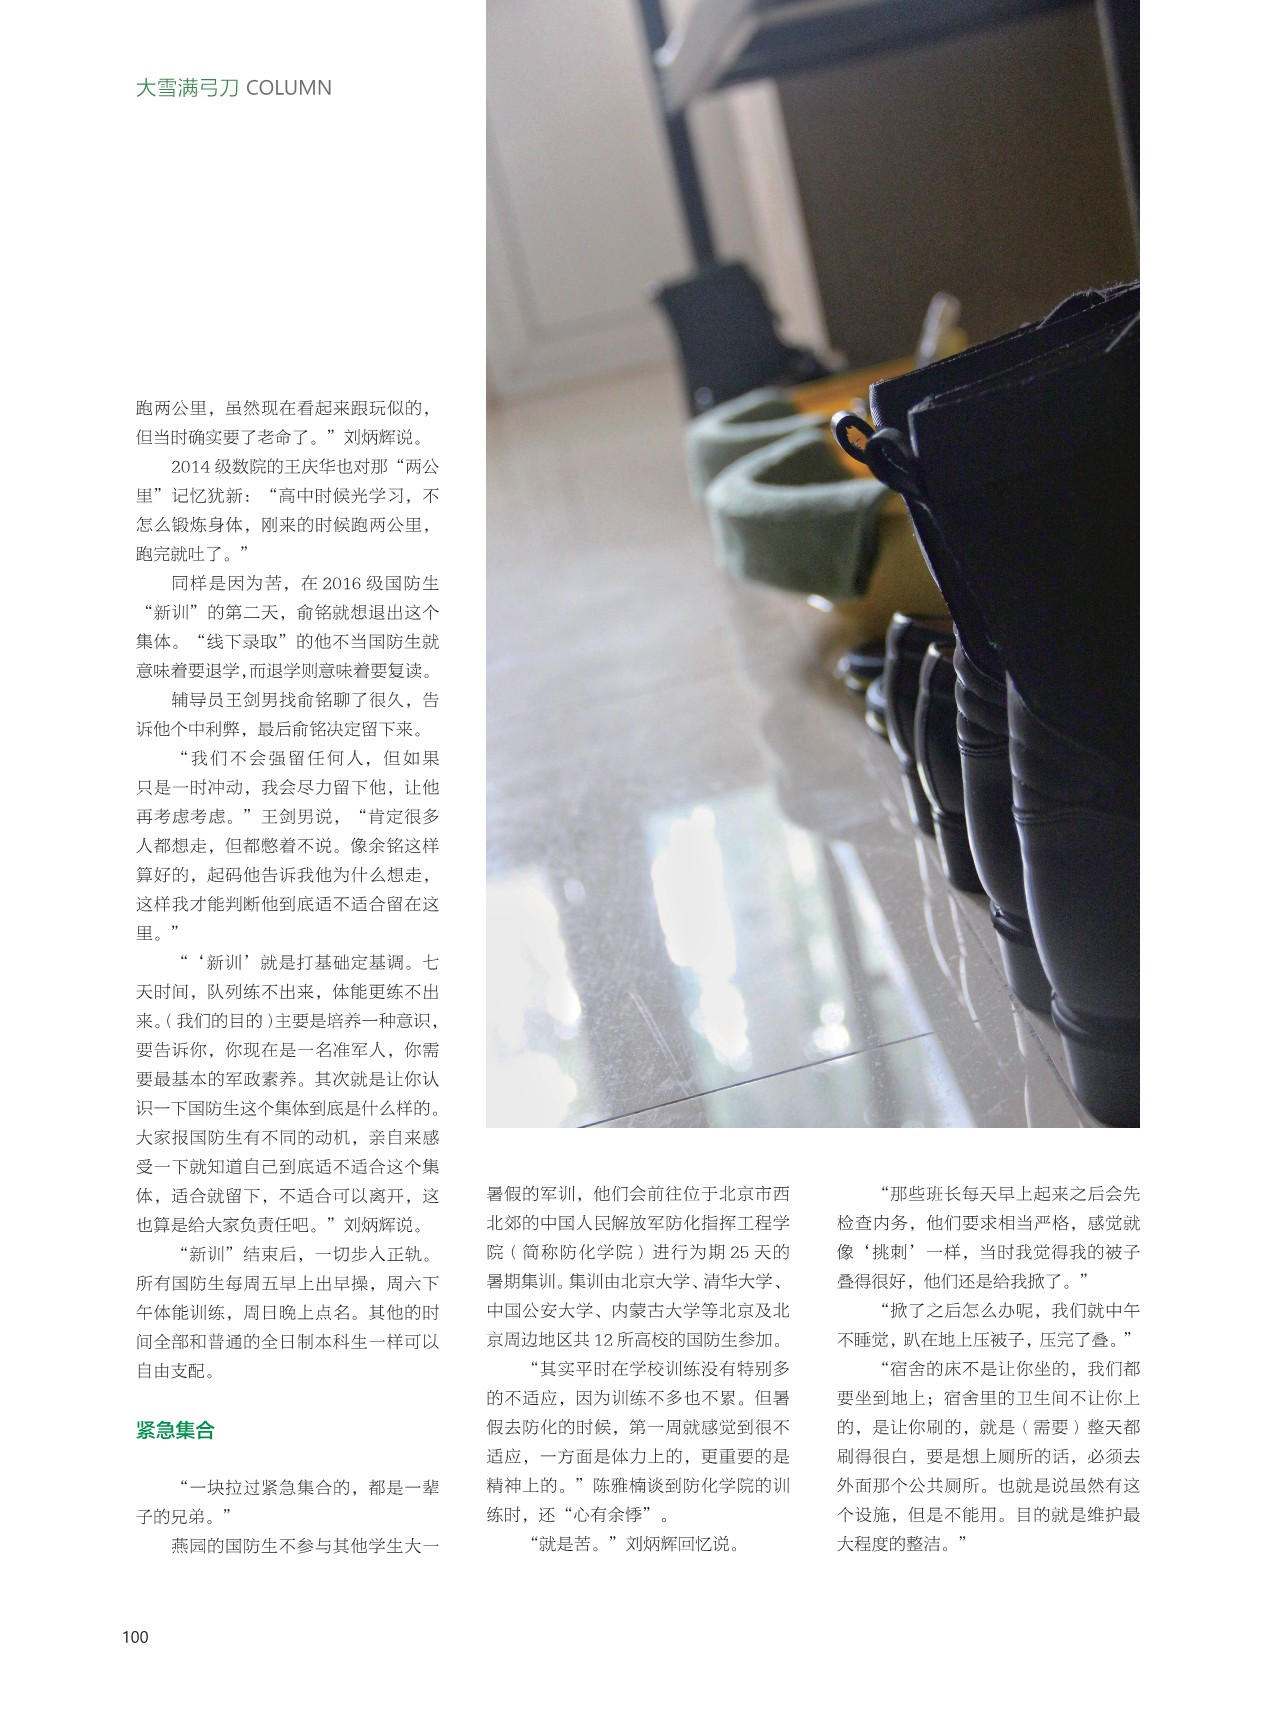 大雪满弓刀 COLUMN
跑两公里，虽然现在看起来跟玩似的，
但当时确实要了老命了。”刘炳辉说。
2014 级数院的王庆华也对那“两公
里”记忆犹新：“高中时候光学习，不
怎么锻炼身体，刚来的时候跑两公里，
跑完就吐了。”
同样是因为苦，在 2016 级国防生
“新训”的第二天，俞铭就想退出这个
集体。“线下录取”的他不当国防生就
意味着要退学，而退学则意味着要复读。
辅导员王剑男找俞铭聊了很久，告
诉他个中利弊，最后俞铭决定留下来。
“我们不会强留任何人，但如果
只是一时冲动，我会尽力留下他，让他
再考虑考虑。”王剑男说，“肯定很多
人都想走，但都憋着不说。像余铭这样
算好的，起码他告诉我他为什么想走，
这样我才能判断他到底适不适合留在这
里。”
“‘新训’就是打基础定基调。七
天时间，队列练不出来，体能更练不出
来。（我们的目的）主要是培养一种意识，
要告诉你，你现在是一名准军人，你需
要最基本的军政素养。其次就是让你认
识一下国防生这个集体到底是什么样的。
大家报国防生有不同的动机，亲自来感
受一下就知道自己到底适不适合这个集
体，适合就留下，不适合可以离开，这
也算是给大家负责任吧。”刘炳辉说。
“新训”结束后，一切步入正轨。
所有国防生每周五早上出早操，周六下
午体能训练，周日晚上点名。其他的时
间全部和普通的全日制本科生一样可以
自由支配。
紧急集合
“一块拉过紧急集合的，都是一辈
子的兄弟。”
燕园的国防生不参与其他学生大一
暑假的军训，他们会前往位于北京市西
北郊的中国人民解放军防化指挥工程学
院（简称防化学院）进行为期 25 天的
暑期集训。集训由北京大学、清华大学、
中国公安大学、内蒙古大学等北京及北
京周边地区共 12 所高校的国防生参加。
“其实平时在学校训练没有特别多
的不适应，因为训练不多也不累。但暑
假去防化的时候，第一周就感觉到很不
适应，一方面是体力上的，更重要的是
精神上的。”陈雅楠谈到防化学院的训
练时，还“心有余悸”。
“就是苦。”刘炳辉回忆说。
“那些班长每天早上起来之后会先
检查内务，他们要求相当严格，感觉就
像‘挑刺’一样，当时我觉得我的被子
叠得很好，他们还是给我掀了。”
“掀了之后怎么办呢，我们就中午
不睡觉，趴在地上压被子，压完了叠。”
“宿舍的床不是让你坐的，我们都
要坐到地上；宿舍里的卫生间不让你上
的，是让你刷的，就是（需要）整天都
刷得很白，要是想上厕所的话，必须去
外面那个公共厕所。也就是说虽然有这
个设施，但是不能用。目的就是维护最
大程度的整洁。”
100